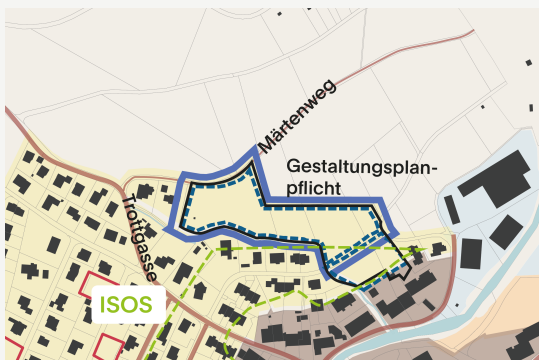 Märtenweg
Gestaltungsplan-
pflicht
Trottgasse
ISOS